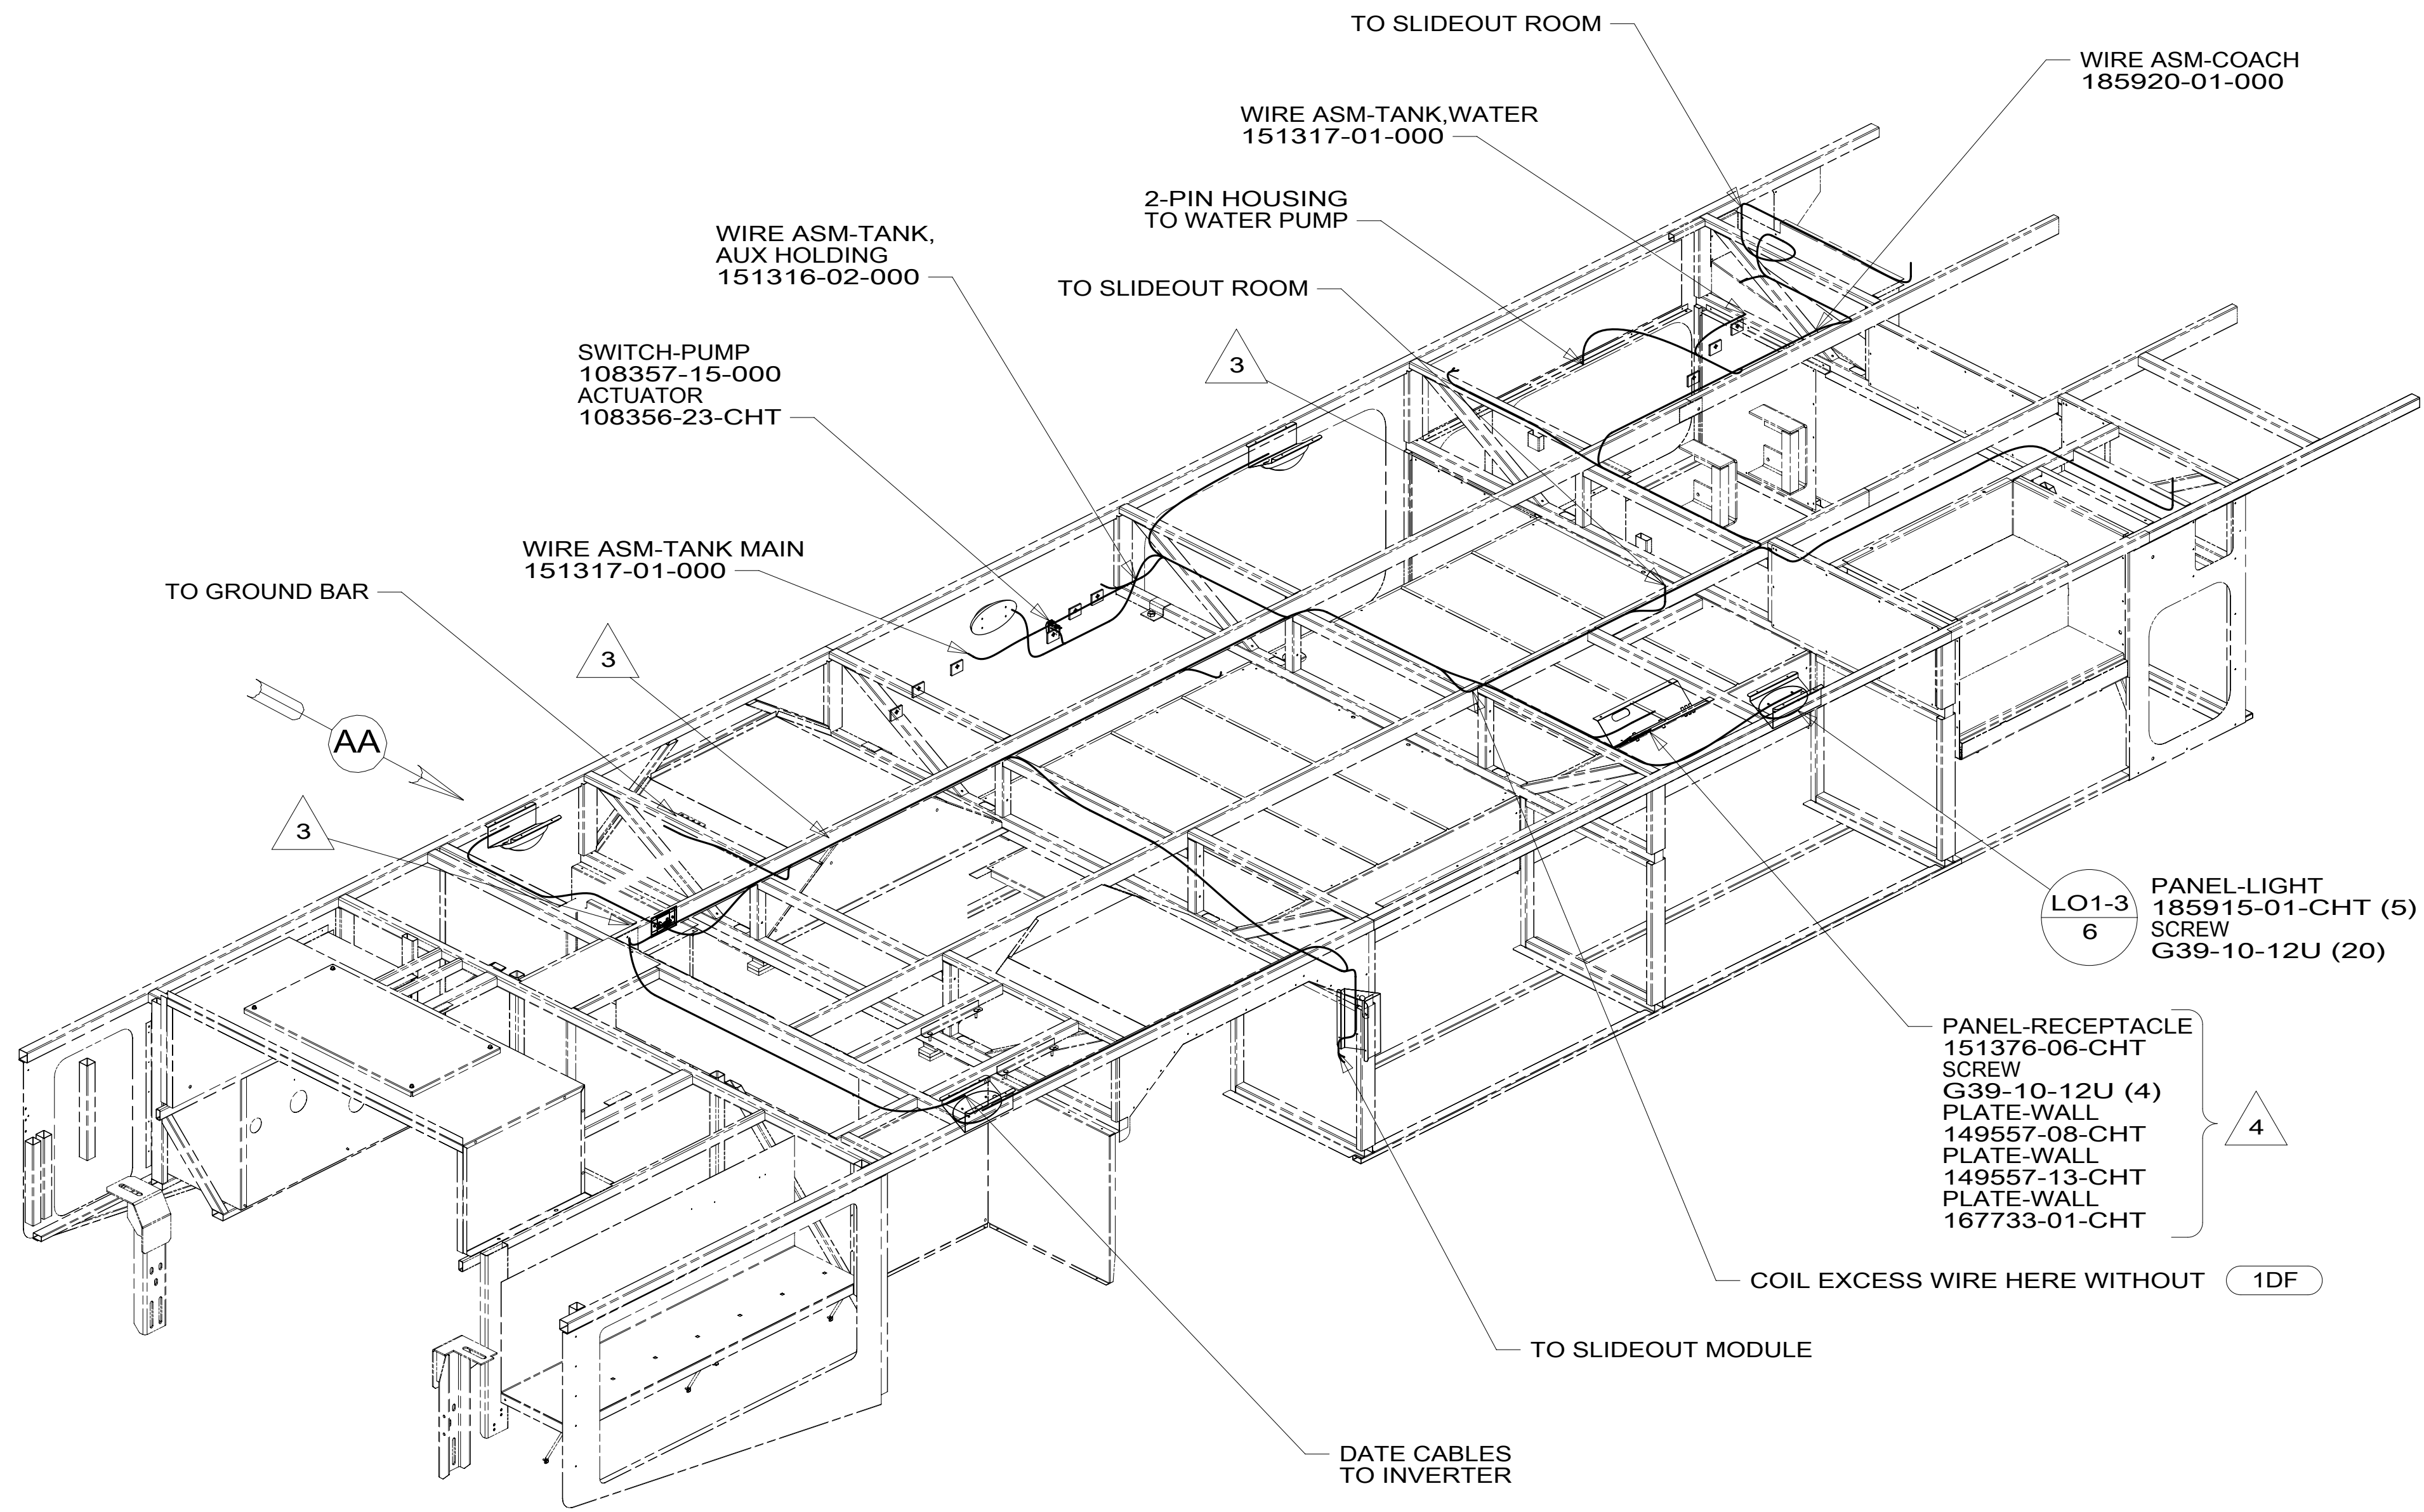 TO SLIDEOUT ROOM
WIRE ASM-COACH
185920-01-000
WIRE ASM-TANK,WATER
151317-01-000
2-PIN HOUSING
TO WATER PUMP
WIRE ASM-TANK,
AUX HOLDING
151316-02-000
TO SLIDEOUT ROOM
3
SWITCH-PUMP
108357-15-000
ACTUATOR
108356-23-CHT
WIRE ASM-TANK MAIN
151317-01-000
TO GROUND BAR
3
AA
3
LO1-3
6
PANEL-LIGHT
185915-01-CHT (5)
SCREW
G39-10-12U (20)
PANEL-RECEPTACLE
151376-06-CHT
SCREW
G39-10-12U (4)
PLATE-WALL
149557-08-CHT
PLATE-WALL
149557-13-CHT
PLATE-WALL
167733-01-CHT
4
COIL EXCESS WIRE HERE WITHOUT 1DF
TO SLIDEOUT MODULE
DATE CABLES
TO INVERTER